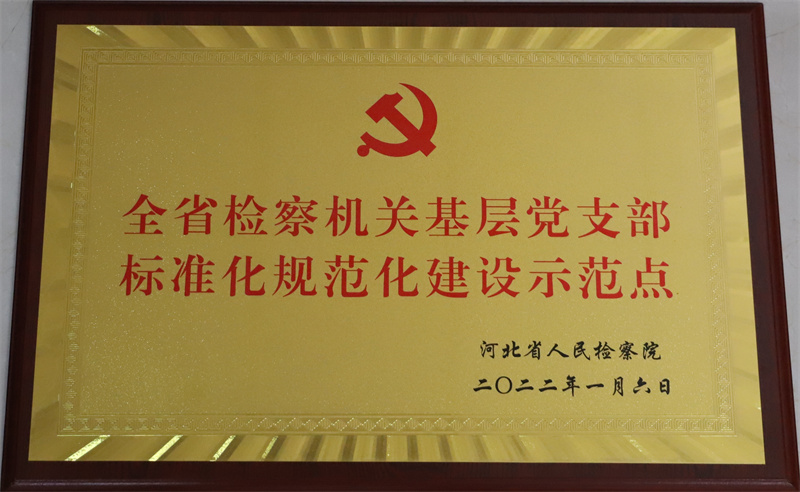 全省检察机关基层党支部
标准化规范化建设示范点
河北省人民检察院
二〇二二年一月六日